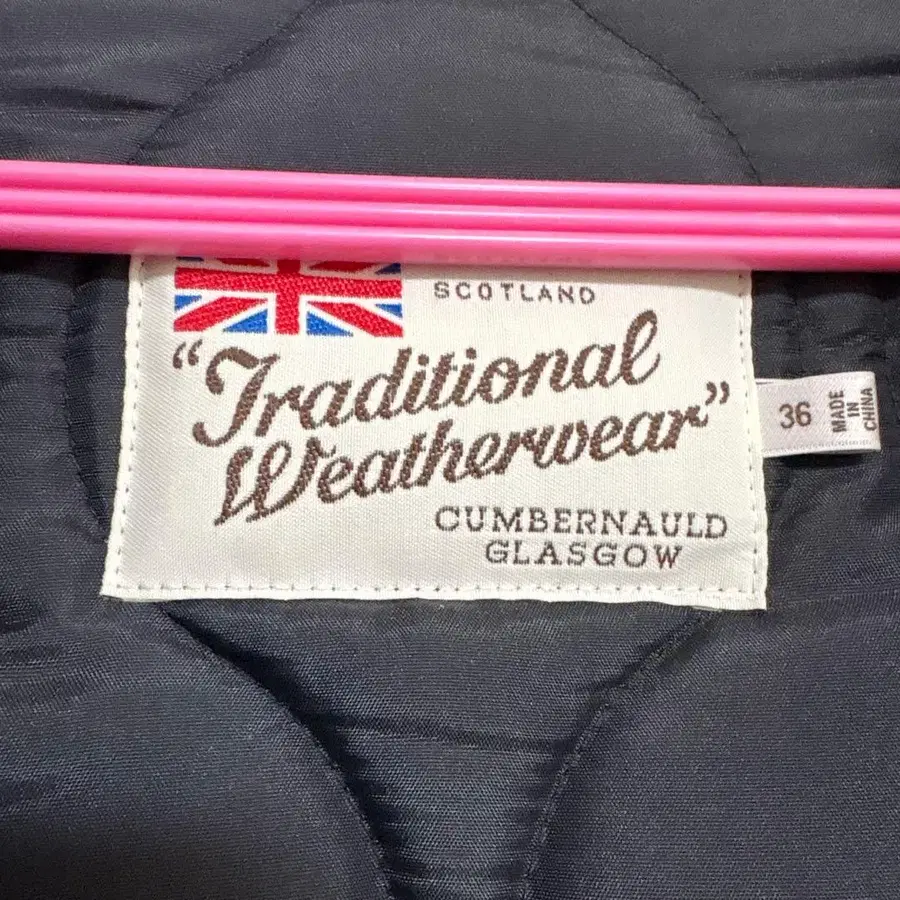 SCOTLAND
“Traditional
Weatherwear”
CUMBERNAULD
GLASGOW
36
MADE
IN
CHINA